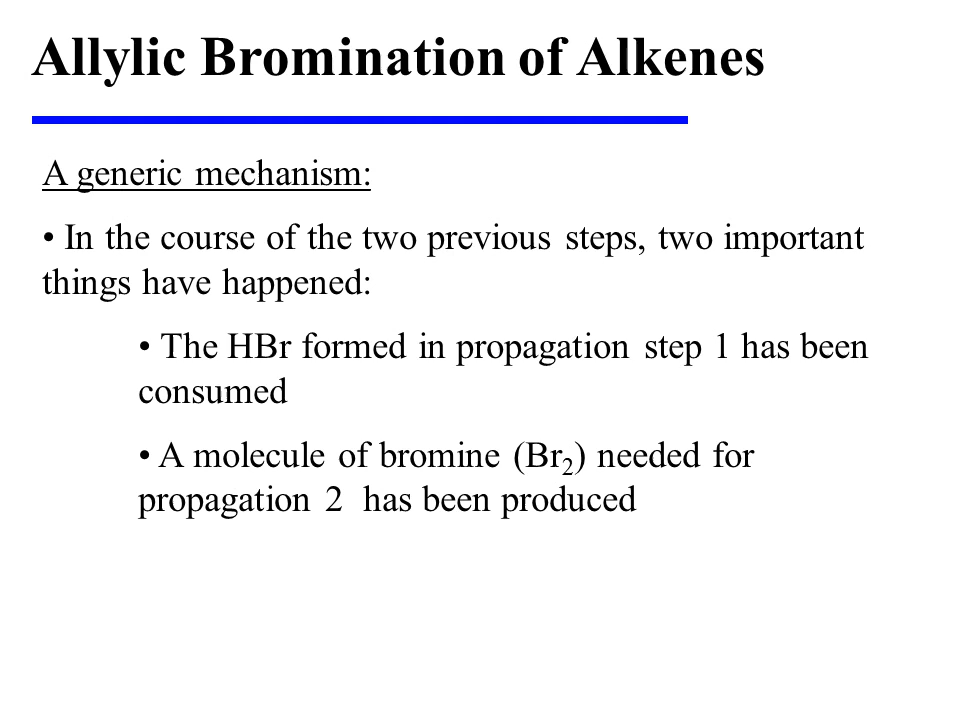 Allylic Bromination of Alkenes
A generic mechanism:
• In the course of the two previous steps, two important
things have happened:
• The HBr formed in propagation step 1 has been
consumed
• A molecule of bromine (Br₂) needed for
propagation 2  has been produced